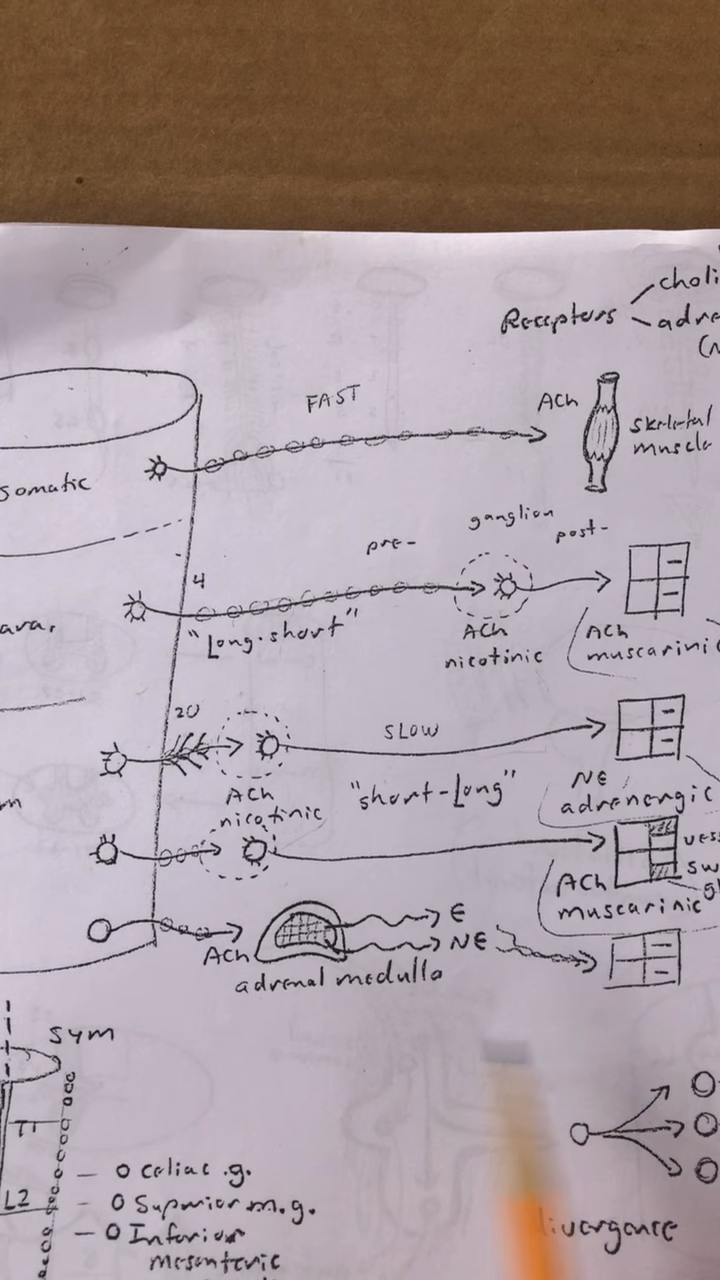 Receptors
FAST
ACh
skeletal
muscle
somatic
ganglion
pre-
post-
4
"Long-short"
ACh
nicotinic
ACh
20
SLOW
ACh
nicotinic
"short-Long"
NE
adrenergic
ACh
muscarinic
E
NE
ACh
adrenal medulla
sym
T1
L2
- O celiac g.
- O Superior m.g.
- O Inferior
mesenteric